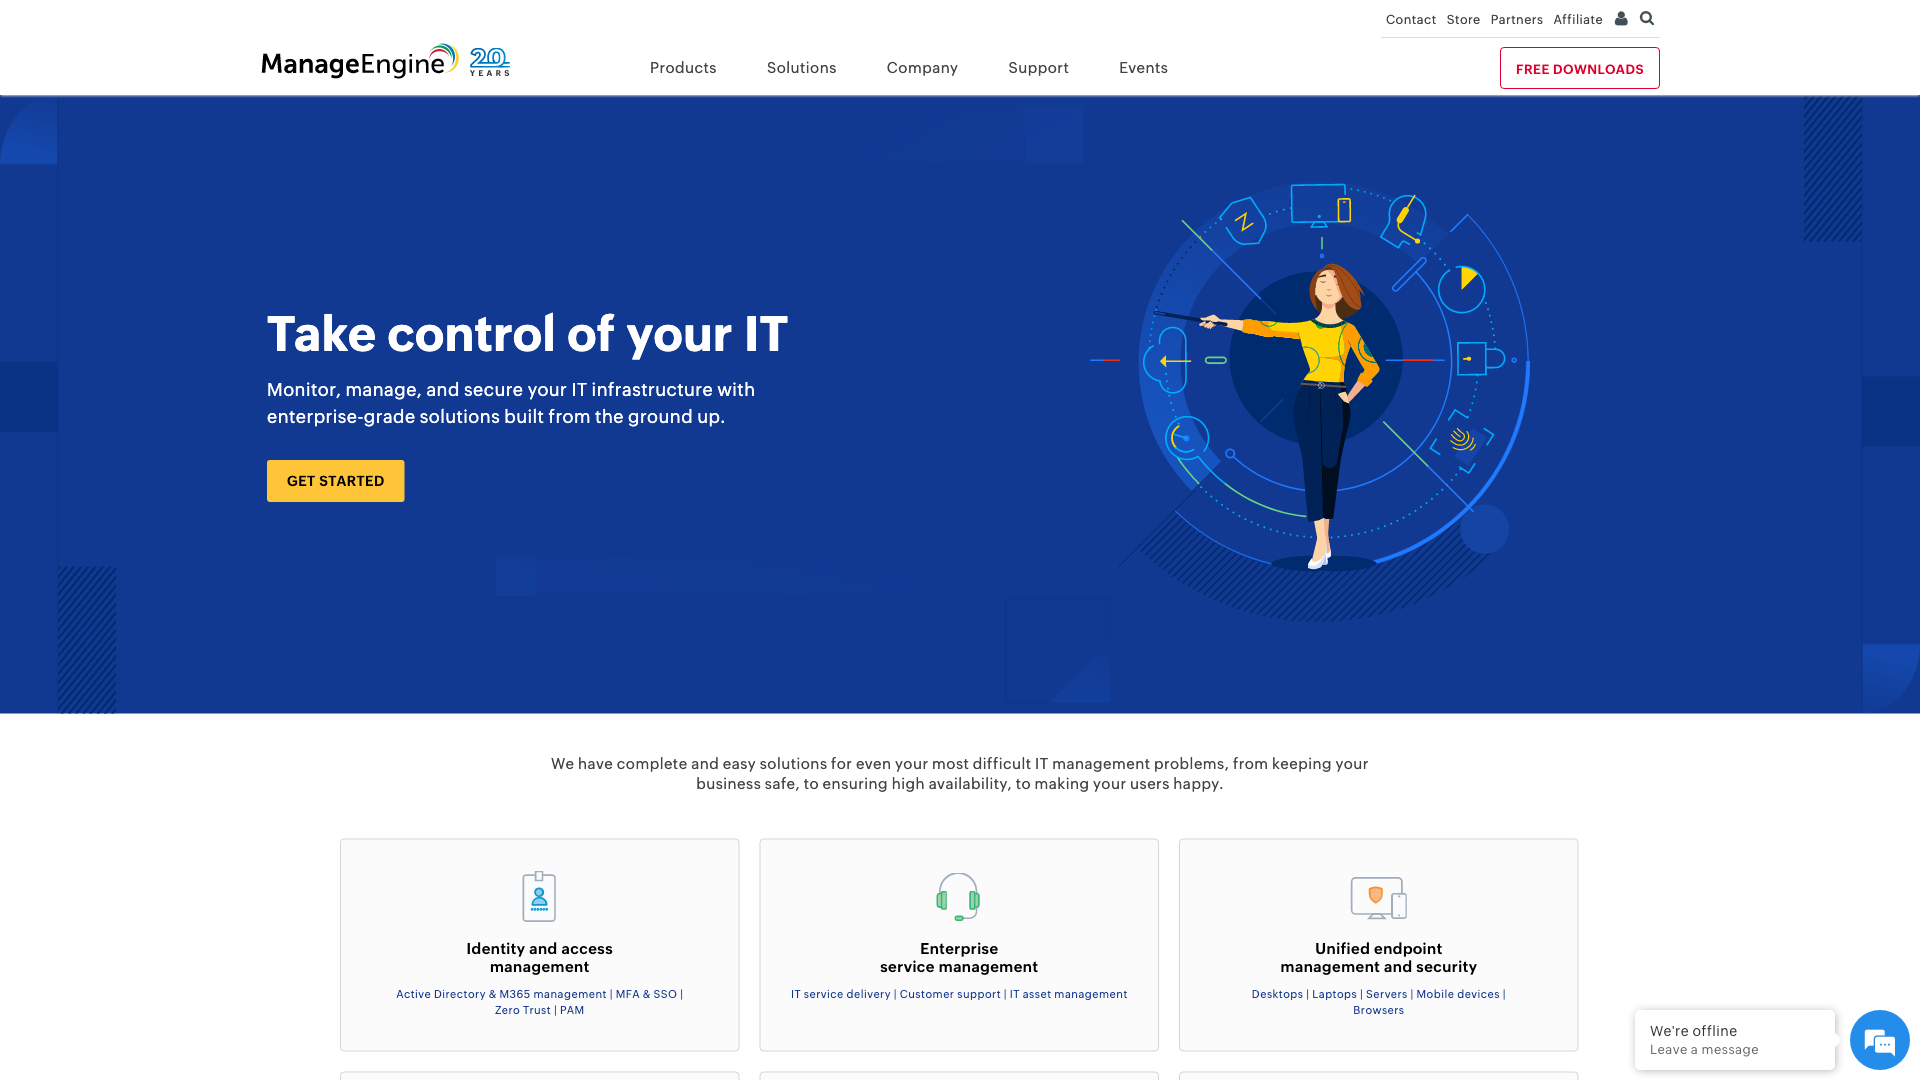 Contact Store Partners Affiliate
ManageEngine 20 YEARS
Products Solutions Company Support Events
FREE DOWNLOADS
Take control of your IT
Monitor, manage, and secure your IT infrastructure with
enterprise-grade solutions built from the ground up.
GET STARTED
We have complete and easy solutions for even your most difficult IT management problems, from keeping your
business safe, to ensuring high availability, to making your users happy.
Identity and access
management
Active Directory & M365 management | MFA & SSO |
Zero Trust | PAM
Enterprise
service management
IT service delivery | Customer support | IT asset management
Unified endpoint
management and security
Desktops | Laptops | Servers | Mobile devices |
Browsers
We're offline
Leave a message